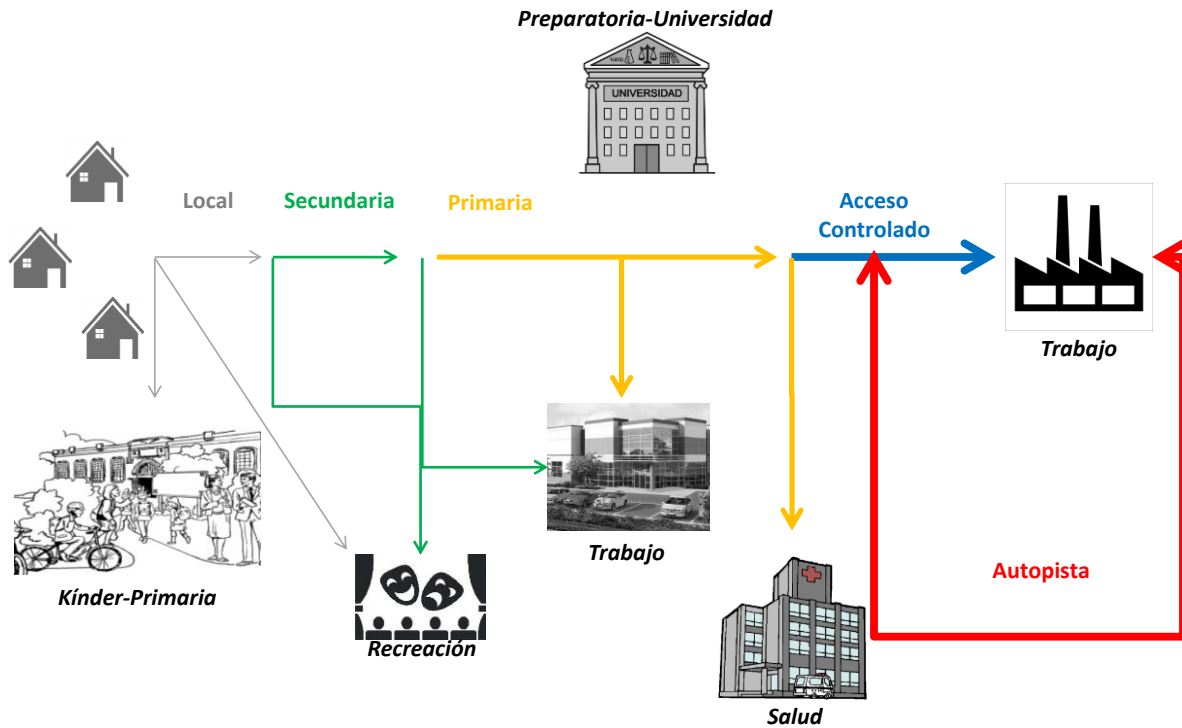 Preparatoria-Universidad
UNIVERSIDAD
Local
Secundaria
Primaria
Acceso
Controlado
Trabajo
Kínder-Primaria
Recreación
Trabajo
Autopista
Salud